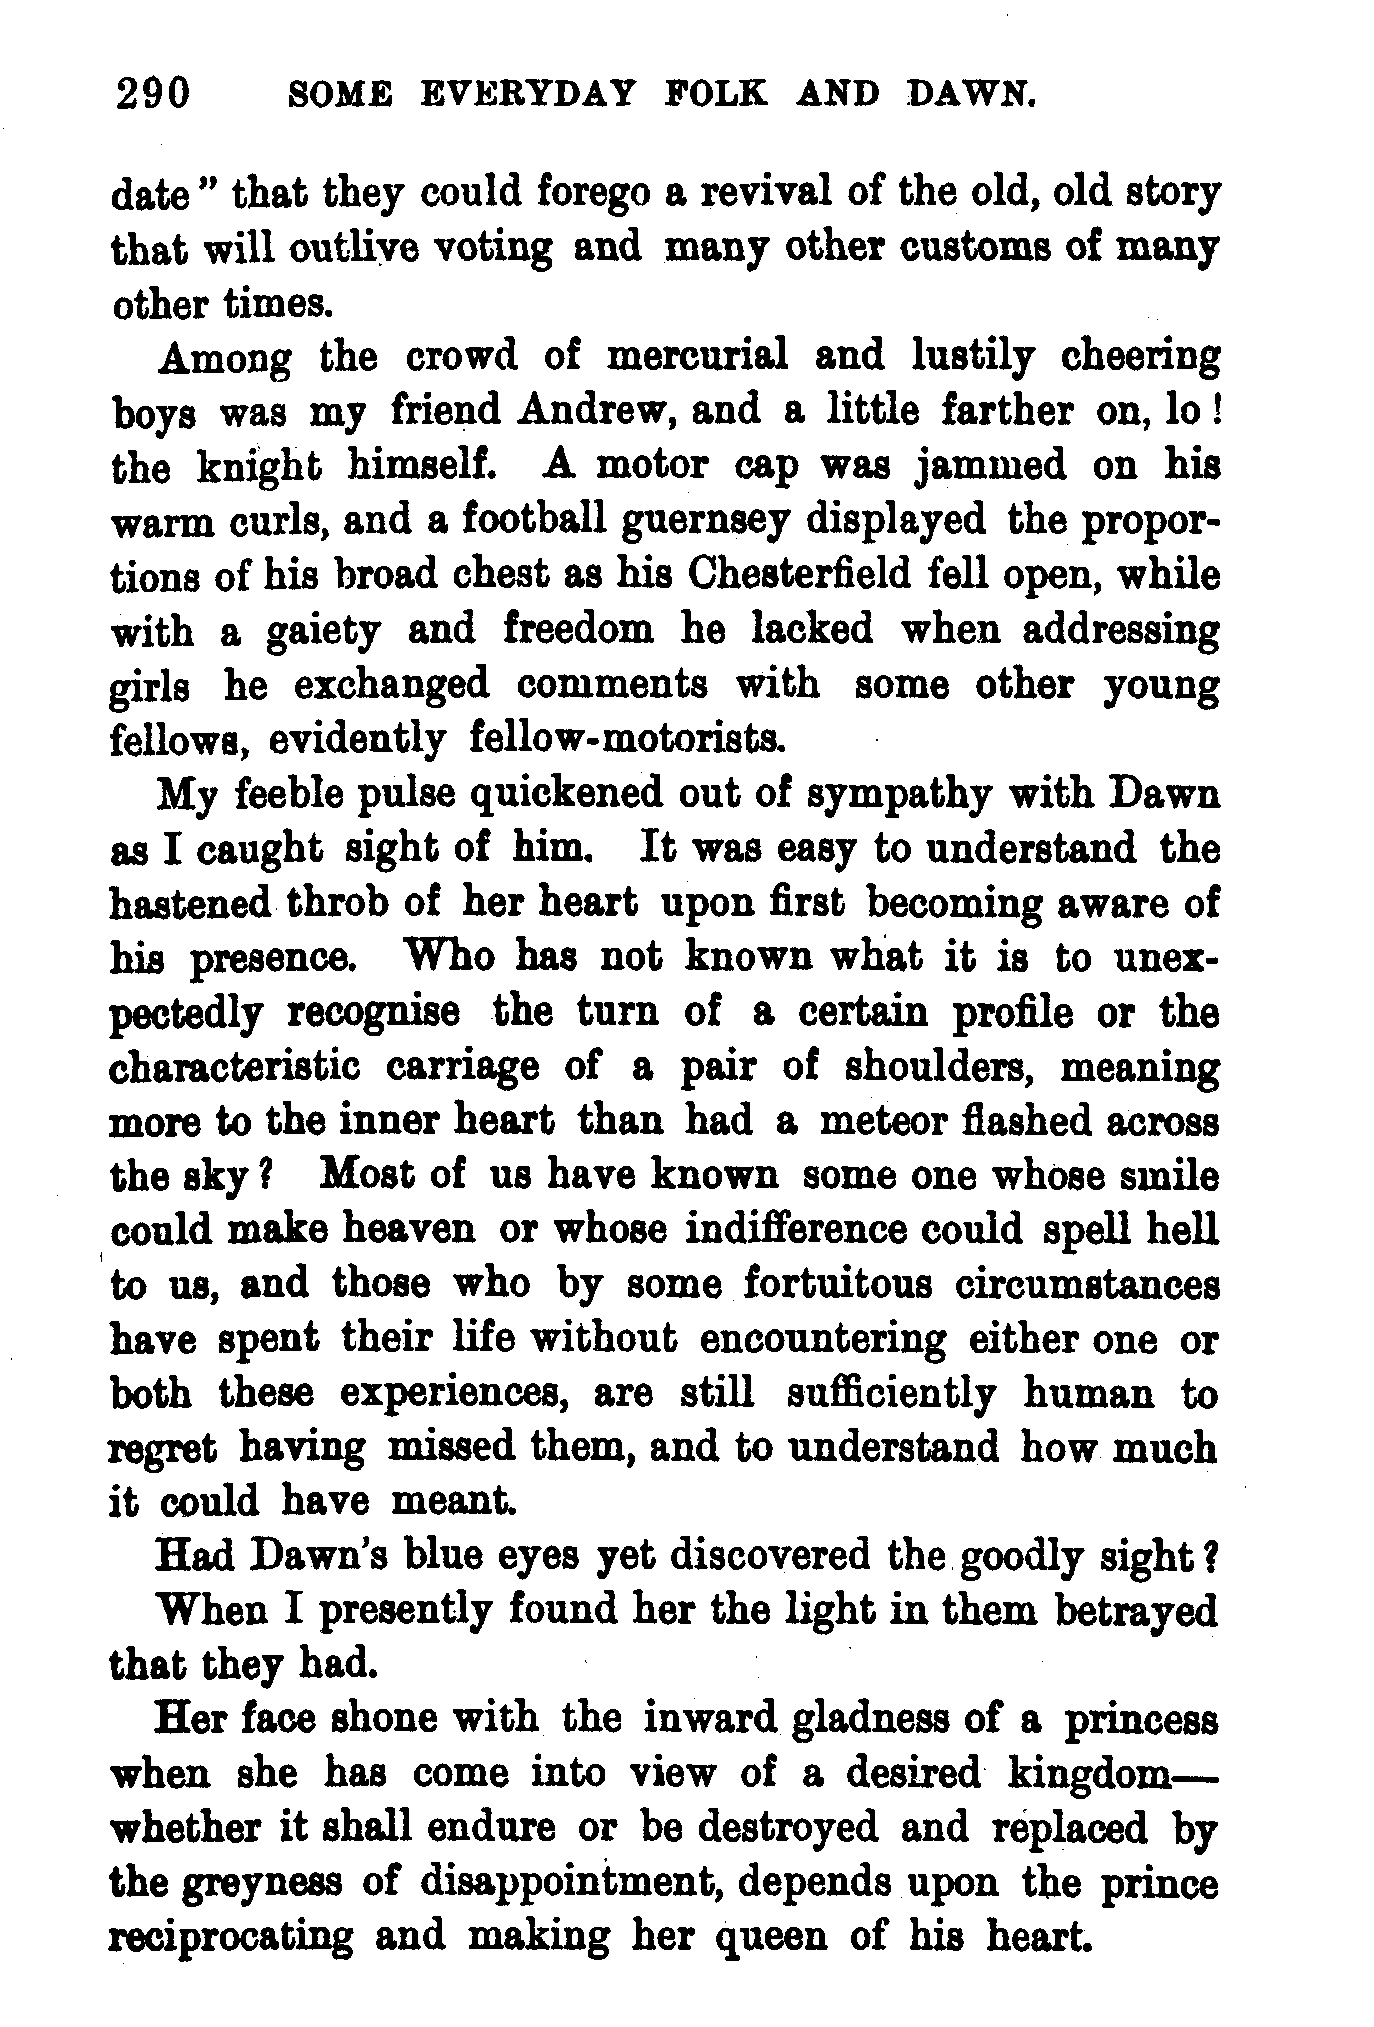 290 SOME EVERYDAY FOLK AND DAWN.
date" that they could forego a revival of the old, old story
that will outlive voting and many other customs of many
other times.
Among the crowd of mercurial and lustily cheering
boys was my friend Andrew, and a little farther on, lo!
the knight himself. A motor cap was jammed on his
warm curls, and a football guernsey displayed the propor-
tions of his broad chest as his Chesterfield fell open, while
with a gaiety and freedom he lacked when addressing
girls he exchanged comments with some other young
fellows, evidently fellow-motorists.
My feeble pulse quickened out of sympathy with Dawn
as I caught sight of him. It was easy to understand the
hastened throb of her heart upon first becoming aware of
his presence. Who has not known what it is to unex-
pectedly recognise the turn of a certain profile or the
characteristic carriage of a pair of shoulders, meaning
more to the inner heart than had a meteor flashed across
the sky? Most of us have known some one whose smile
could make heaven or whose indifference could spell hell
to us, and those who by some fortuitous circumstances
have spent their life without encountering either one or
both these experiences, are still sufficiently human to
regret having missed them, and to understand how much
it could have meant.
Had Dawn's blue eyes yet discovered the goodly sight?
When I presently found her the light in them betrayed
that they had.
Her face shone with the inward gladness of a princess
when she has come into view of a desired kingdom—
whether it shall endure or be destroyed and replaced by
the greyness of disappointment, depends upon the prince
reciprocating and making her queen of his heart.